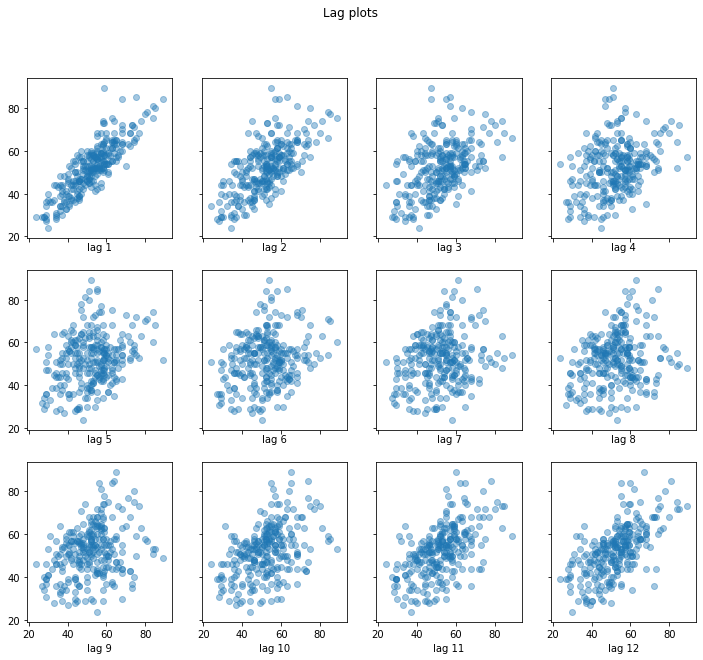 Lag plots
80
60
40
20
lag 1
lag 2
lag 3
lag 4
80
60
40
20
lag 5
lag 6
lag 7
lag 8
80
60
40
20
20 40 60 80
20 40 60 80
20 40 60 80
20 40 60 80
lag 9
lag 10
lag 11
lag 12